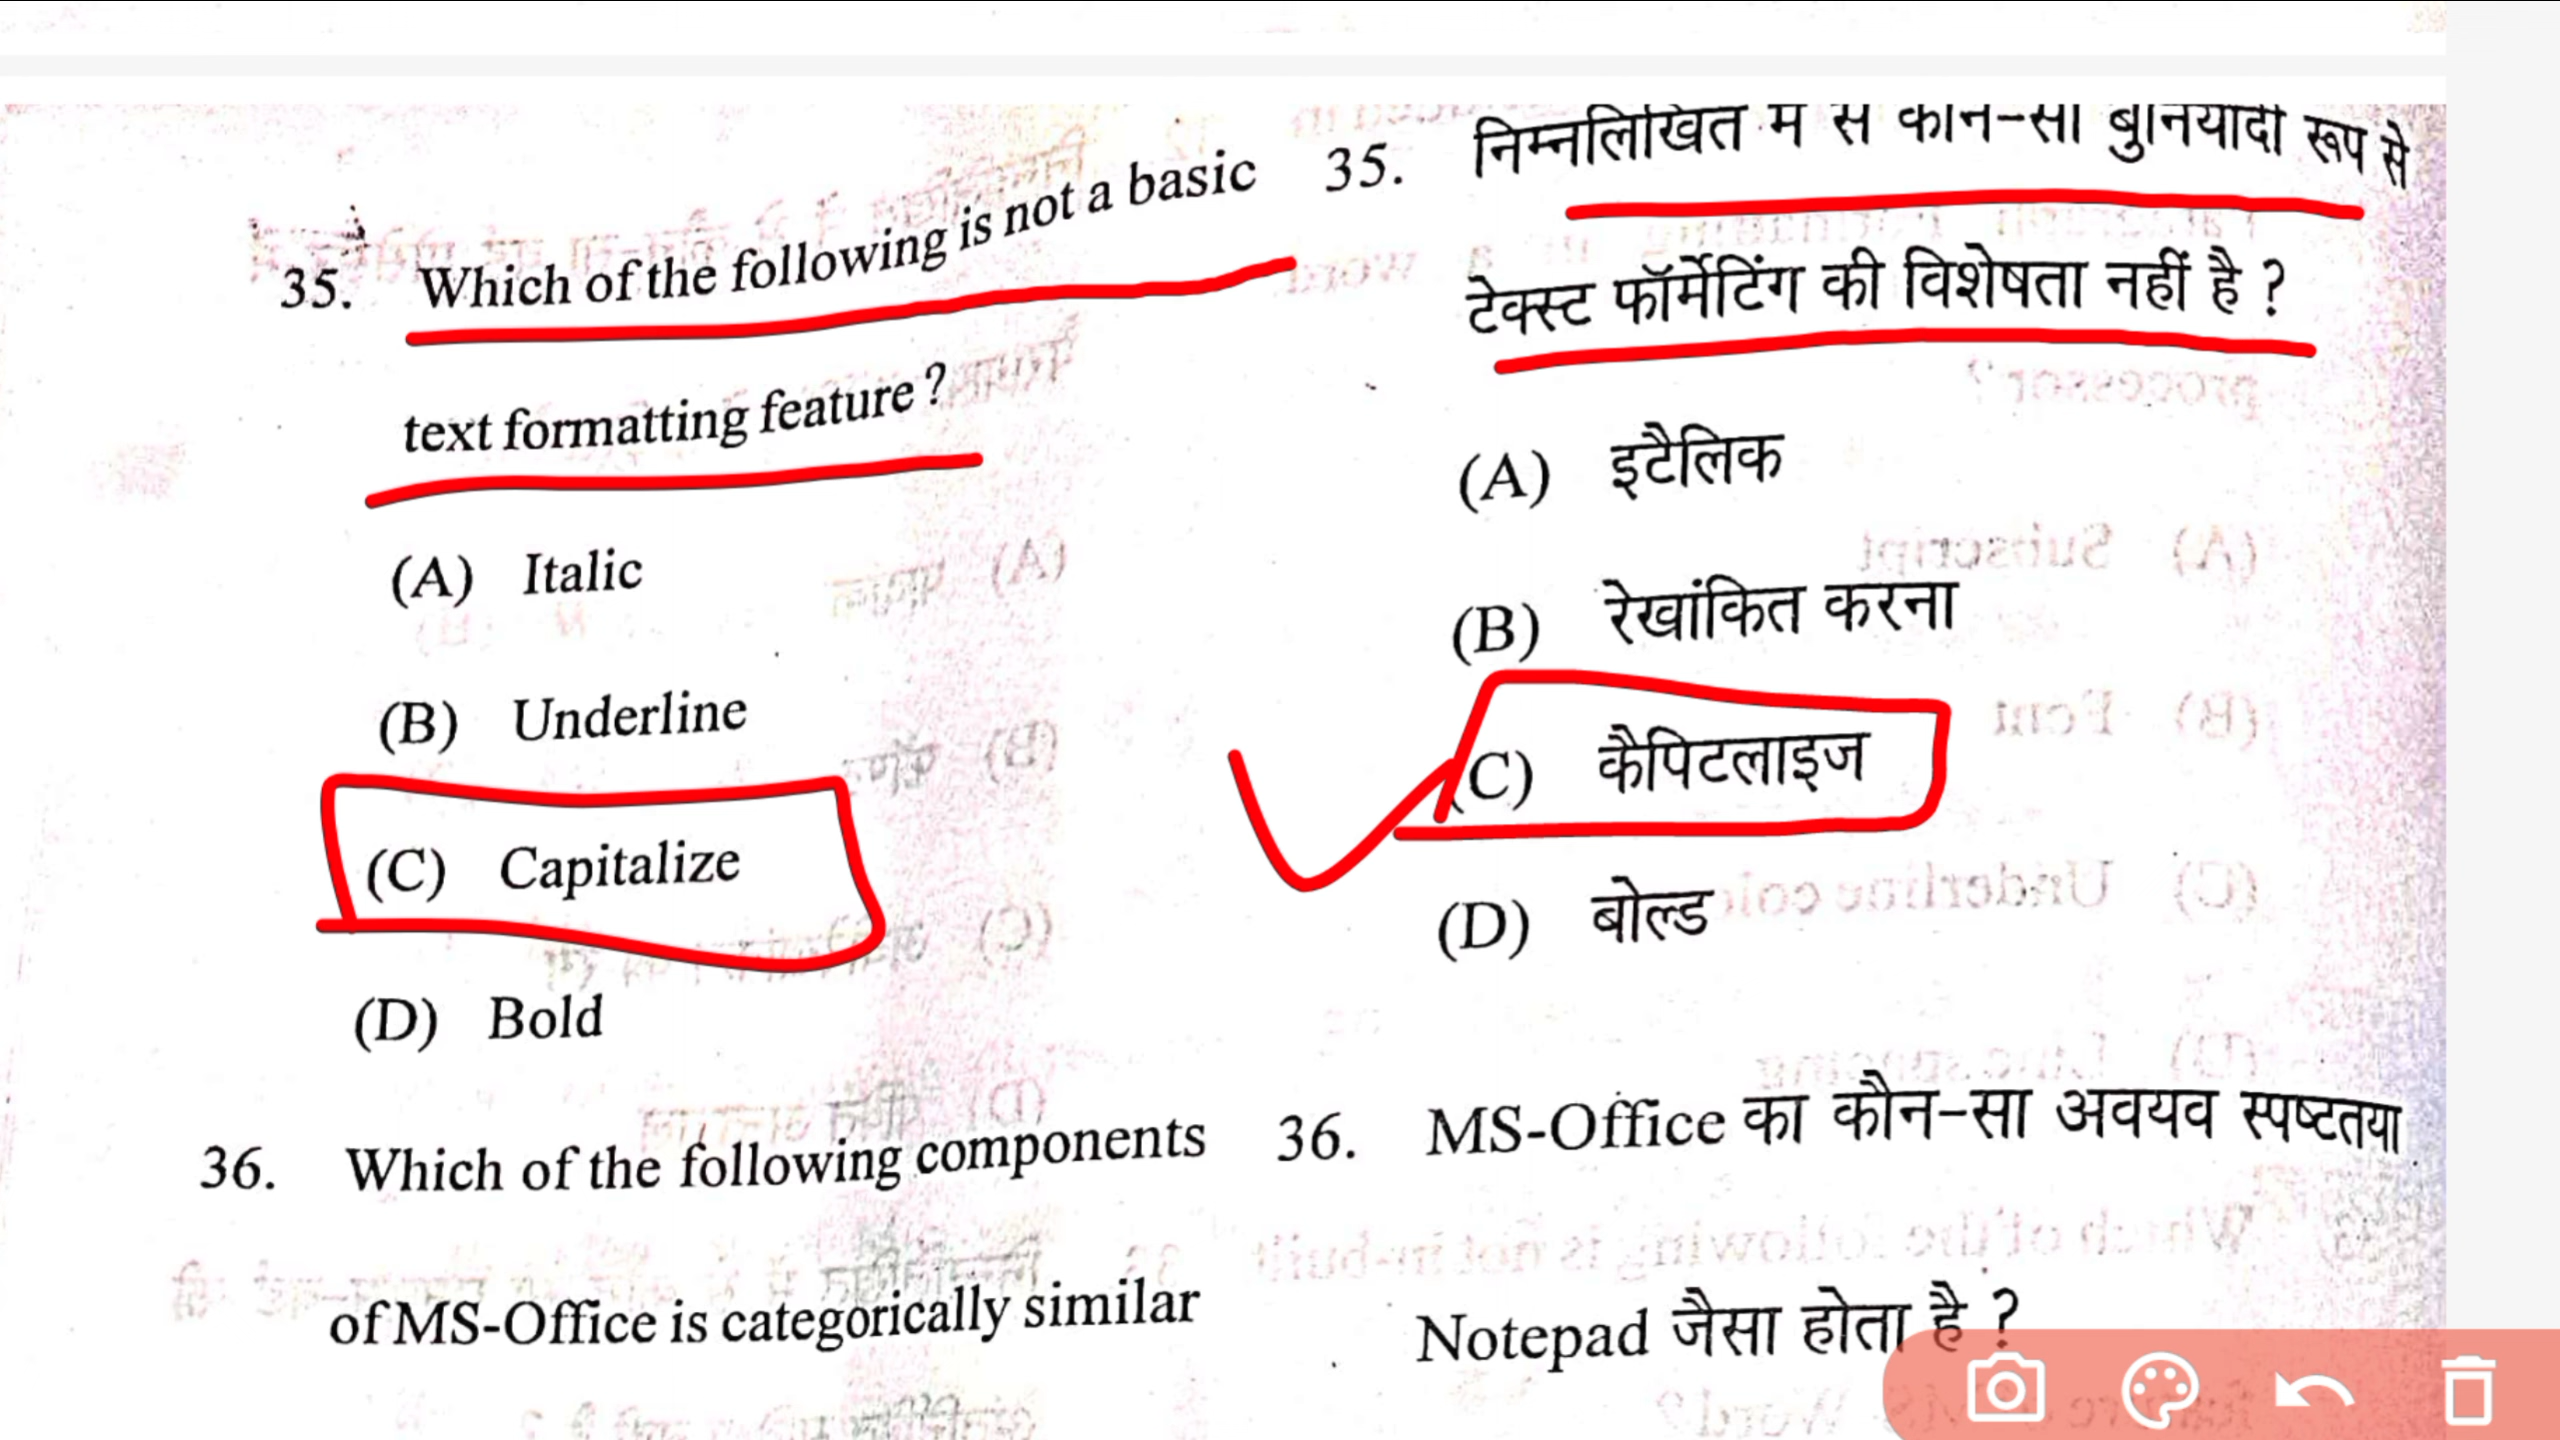 35. Which of the following is not a basic
text formatting feature ?
(A) Italic
(B) Underline
(C) Capitalize
(D) Bold
36. Which of the following components
of MS-Office is categorically similar
35. निम्नलिखित में से कौन-सी बुनियादी रूप से
टेक्स्ट फॉर्मेटिंग की विशेषता नहीं है ?
(A) इटैलिक
(B) रेखांकित करना
(C) कैपिटलाइज
(D) बोल्ड
36. MS-Office का कौन-सा अवयव स्पष्टतया
Notepad जैसा होता है ?